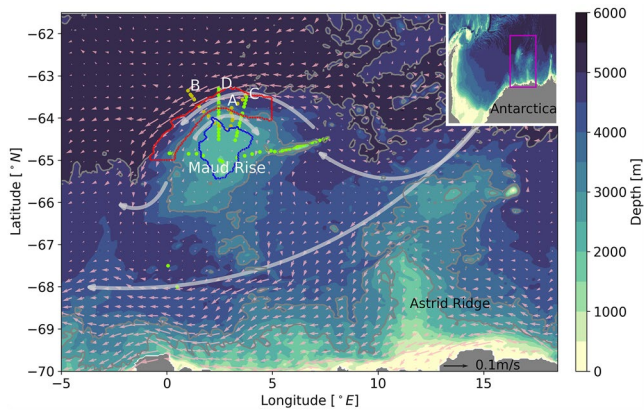 −61
−62
−63
−64
−65
−66
−67
−68
−69
−70
Latitude [°N]
−5
0
5
10
15
Longitude [°E]
B
D
A
C
Maud Rise
Astrid Ridge
0.1m/s
Antarctica
6000
5000
4000
3000
2000
1000
0
Depth [m]